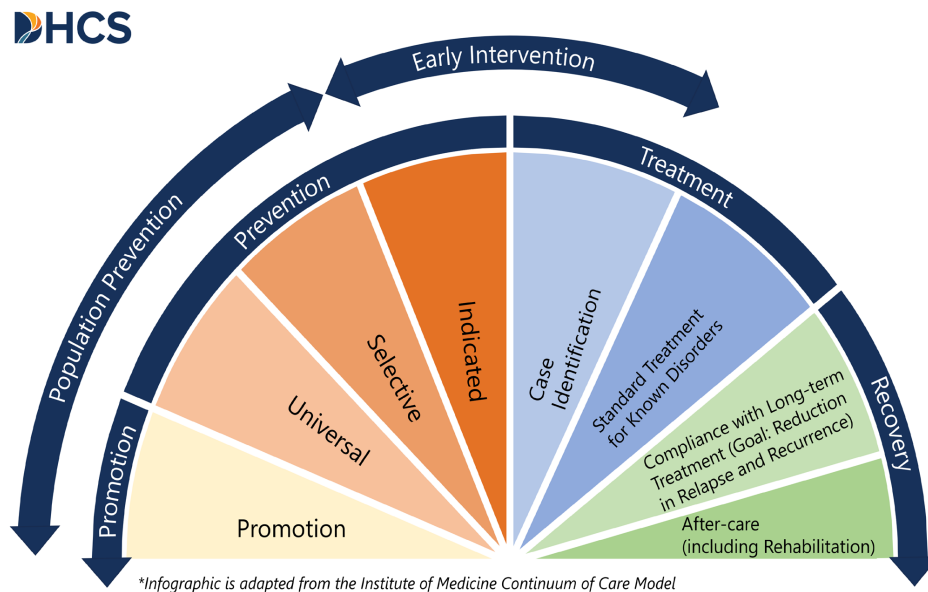 DHCS
Early Intervention
Population Prevention
Prevention
Treatment
Promotion
Recovery
Promotion
Universal
Selective
Indicated
Case
Identification
Standard Treatment
for Known Disorders
Compliance with Long-term
Treatment (Goal: Reduction
in Relapse and Recurrence)
After-care
(including Rehabilitation)
*Infographic is adapted from the Institute of Medicine Continuum of Care Model